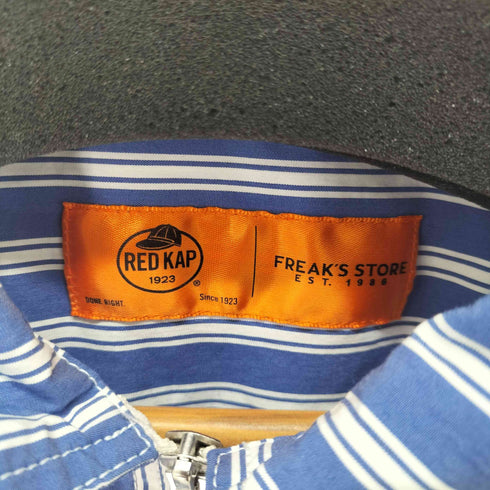 RED KAP
1923
®
DONE RIGHT.
Since 1923
FREAK'S STORE
EST. 1986